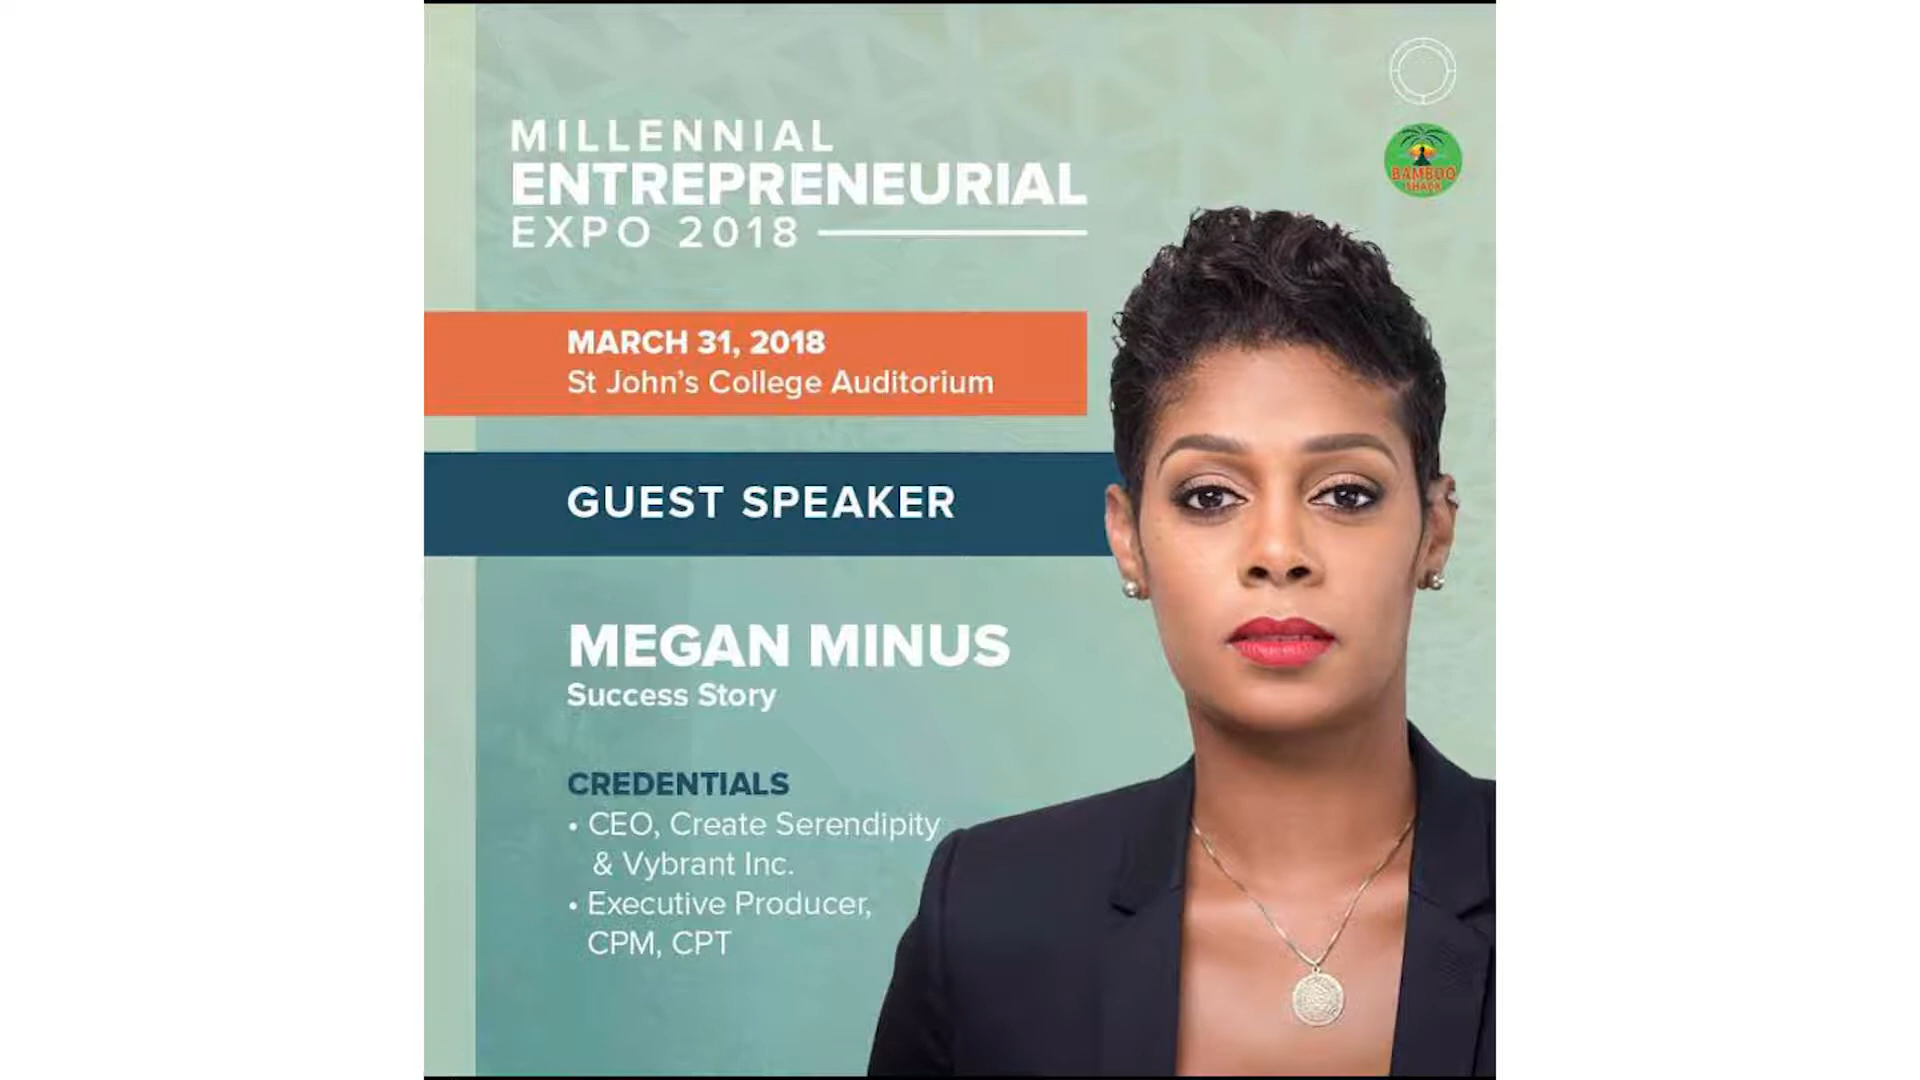 MILLENNIAL
ENTREPRENEURIAL
EXPO 2018
BAMBOO
SHACK
MARCH 31, 2018
St John's College Auditorium
GUEST SPEAKER
MEGAN MINUS
Success Story
CREDENTIALS
• CEO, Create Serendipity
& Vybrant Inc.
• Executive Producer,
CPM, CPT